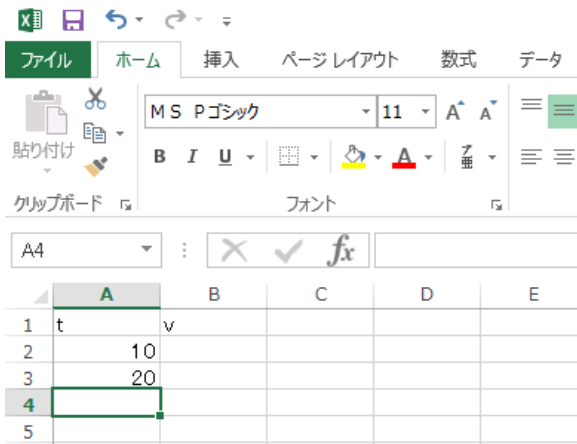 ファイル ホーム 挿入 ページ レイアウト 数式 データ
貼り付け
ＭＳ Ｐゴシック 11 A A
B I U A ア亜
クリップボード フォント
A4 fx
A B C D E
1 t v
2 10
3 20
4
5